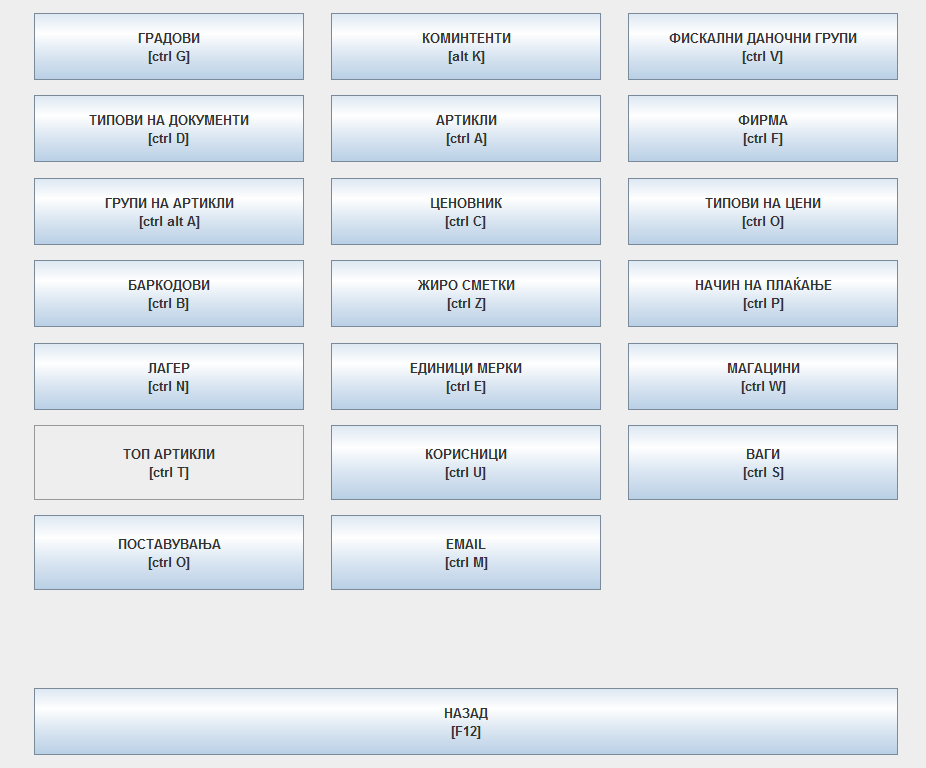 ГРАДОВИ
[ctrl G]
КОМИНТЕНТИ
[alt K]
ФИСКАЛНИ ДАНОЧНИ ГРУПИ
[ctrl V]
ТИПОВИ НА ДОКУМЕНТИ
[ctrl D]
АРТИКЛИ
[ctrl A]
ФИРМА
[ctrl F]
ГРУПИ НА АРТИКЛИ
[ctrl alt A]
ЦЕНОВНИК
[ctrl C]
ТИПОВИ НА ЦЕНИ
[ctrl O]
БАРКОДОВИ
[ctrl B]
ЖИРО СМЕТКИ
[ctrl Z]
НАЧИН НА ПЛАЌАЊЕ
[ctrl P]
ЛАГЕР
[ctrl N]
ЕДИНИЦИ МЕРКИ
[ctrl E]
МАГАЦИНИ
[ctrl W]
ТОП АРТИКЛИ
[ctrl T]
КОРИСНИЦИ
[ctrl U]
ВАГИ
[ctrl S]
ПОСТАВУВАЊА
[ctrl O]
EMAIL
[ctrl M]
НАЗАД
[F12]